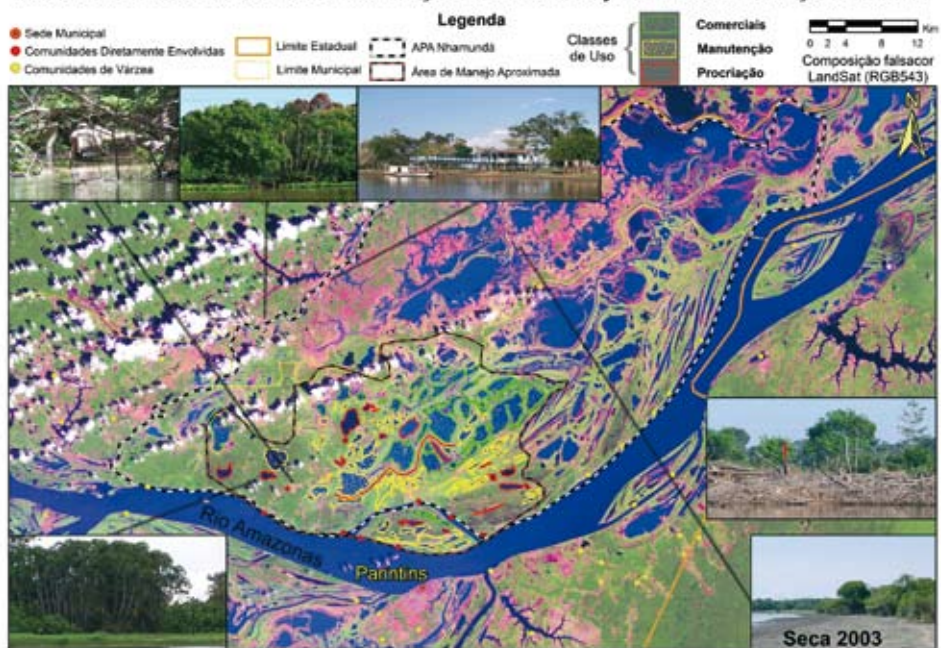 Legenda
Sede Municipal
Comunidades Diretamente Envolvidas
Comunidades de Várzea
Limite Estadual
Limite Municipal
APA Nhamundá
Área de Manejo Aproximada
Classes
de Uso
Comerciais
Manutenção
Procriação
Km
0 2 4 8 12
Composição falsacor
LandSat (RGB543)
N
Rio Amazonas
Parintins
Seca 2003